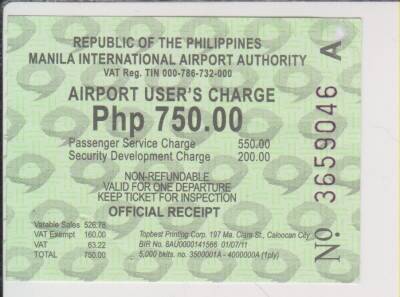 REPUBLIC OF THE PHILIPPINES
MANILA INTERNATIONAL AIRPORT AUTHORITY
VAT Reg. TIN 000-786-732-000
AIRPORT USER'S CHARGE
Php 750.00
Passenger Service Charge 550.00
Security Development Charge 200.00
NON-REFUNDABLE
VALID FOR ONE DEPARTURE
KEEP TICKET FOR INSPECTION
OFFICIAL RECEIPT
Vatable Sales 526.78
VAT Exempt 160.00
VAT 63.22
TOTAL 750.00
Topbest Printing Corp. 197 Ma. Clara St., Caloocan City
BIR No. 8AU0000141566 01/07/11
5,000 bklts. no. 3500001A - 4000000A (1ply)
No. 3659046 A